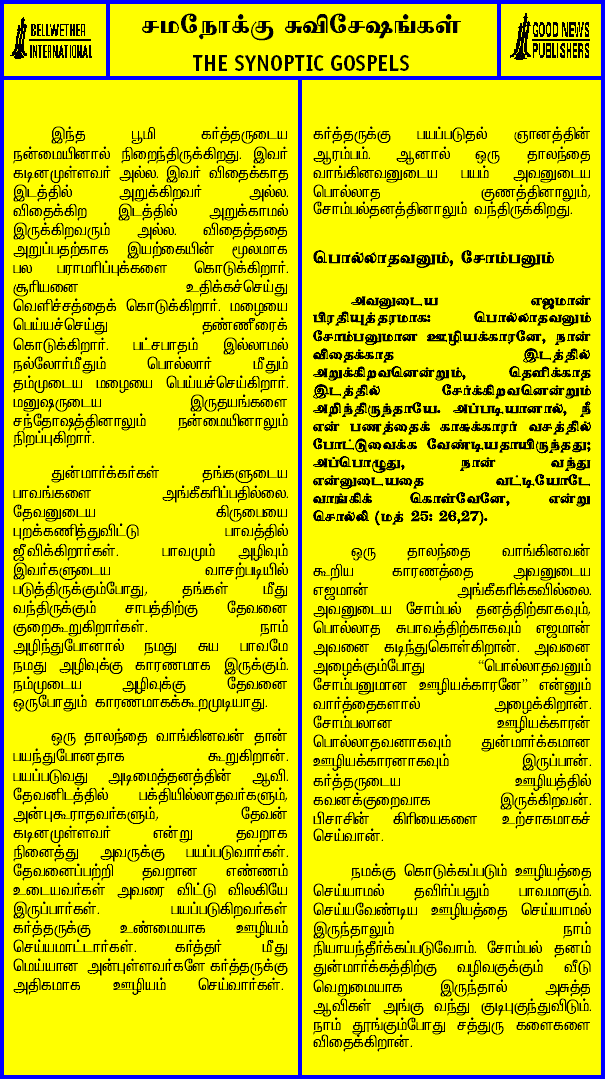 BELLWETHER
INTERNATIONAL
சமநோக்கு சுவிசேஷங்கள்
THE SYNOPTIC GOSPELS
GOOD NEWS
PUBLISHERS
இந்த பூமி கர்த்தருடைய
நன்மையினால் நிறைந்திருக்கிறது. இவர்
கடினமுள்ளவர் அல்ல. இவர் விதைக்காத
இடத்தில் அறுக்கிறவர் அல்ல.
விதைக்கிற இடத்தில் அறுக்காமல்
இருக்கிறவரும் அல்ல. விதைத்ததை
அறுப்பதற்காக இயற்கையின் மூலமாக
பல பராமரிப்புக்களை கொடுக்கிறார்.
சூரியனை உதிக்கச்செய்து
வெளிச்சத்தைக் கொடுக்கிறார். மழையை
பெய்யச்செய்து தண்ணீரைக்
கொடுக்கிறார். பட்சபாதம் இல்லாமல்
நல்லோர்மீதும் பொல்லார் மீதும்
தம்முடைய மழையை பெய்யச்செய்கிறார்.
மனுஷருடைய இருதயங்களை
சந்தோஷத்தினாலும் நன்மையினாலும்
நிறப்புகிறார்.
துன்மார்க்கர்கள் தங்களுடைய
பாவங்களை அங்கீகரிப்பதில்லை.
தேவனுடைய கிருபையை
புறக்கணித்துவிட்டு பாவத்தில்
ஜீவிக்கிறார்கள். பாவமும் அழிவும்
இவர்களுடைய வாசற்படியில்
படுத்திருக்கும்போது, தங்கள் மீது
வந்திருக்கும் சாபத்திற்கு தேவனை
குறைகூறுகிறார்கள். நாம்
அழிந்துபோனால் நமது சுய பாவமே
நமது அழிவுக்கு காரணமாக இருக்கும்.
நம்முடைய அழிவுக்கு தேவனை
ஒருபோதும் காரணமாகக்கூறமுடியாது.
ஒரு தாலந்தை வாங்கினவன் தான்
பயந்துபோனதாக கூறுகிறான்.
பயப்படுவது அடிமைத்தனத்தின் ஆவி.
தேவனிடத்தில் பக்தியில்லாதவர்களும்,
அன்புகூராதவர்களும், தேவன்
கடினமுள்ளவர் என்று தவறாக
நினைத்து அவருக்கு பயப்படுவார்கள்.
தேவனைப்பற்றி தவறான எண்ணம்
உடையவர்கள் அவரை விட்டு விலகியே
இருப்பார்கள். பயப்படுகிறவர்கள்
கர்த்தருக்கு உண்மையாக ஊழியம்
செய்யமாட்டார்கள். கர்த்தர் மீது
மெய்யான அன்புள்ளவர்களே கர்த்தருக்கு
அதிகமாக ஊழியம் செய்வார்கள்.
கர்த்தருக்கு பயப்படுதல் ஞானத்தின்
ஆரம்பம். ஆனால் ஒரு தாலந்தை
வாங்கினவனுடைய பயம் அவனுடைய
பொல்லாத குணத்தினாலும்,
சோம்பல்தனத்தினாலும் வந்திருக்கிறது.
பொல்லாதவனும், சோம்பனும்
அவனுடைய எஜமான்
பிரதியுத்தரமாக: பொல்லாதவனும்
சோம்பனுமான ஊழியக்காரனே, நான்
விதைக்காத இடத்தில்
அறுக்கிறவனென்றும், தெளிக்காத
இடத்தில் சேர்க்கிறவனென்றும்
அறிந்திருந்தாயே. அப்படியானால், நீ
என் பணத்தைக் காசுக்காரர் வசத்தில்
போட்டுவைக்க வேண்டியதாயிருந்தது;
அப்பொழுது, நான் வந்து
என்னுடையதை வட்டியோடே
வாங்கிக் கொள்வேனே, என்று
சொல்லி (மத் 25: 26,27).
ஒரு தாலந்தை வாங்கினவன்
கூறிய காரணத்தை அவனுடைய
எஜமான் அங்கீகரிக்கவில்லை.
அவனுடைய சோம்பல் தனத்திற்காகவும்,
பொல்லாத சுபாவத்திற்காகவும் எஜமான்
அவனை கடிந்துகொள்கிறான். அவனை
அழைக்கும்போது “பொல்லாதவனும்
சோம்பனுமான ஊழியக்காரனே” என்னும்
வார்த்தைகளால் அழைக்கிறான்.
சோம்பலான ஊழியக்காரன்
பொல்லாதவனாகவும் துன்மார்க்கமான
ஊழியக்காரனாகவும் இருப்பான்.
கர்த்தருடைய ஊழியத்தில்
கவனக்குறைவாக இருக்கிறவன்.
பிசாசின் கிரியைகளை உற்சாகமாகச்
செய்வான்.
நமக்கு கொடுக்கப்படும் ஊழியத்தை
செய்யாமல் தவிர்ப்பதும் பாவமாகும்.
செய்யவேண்டிய ஊழியத்தை செய்யாமல்
இருந்தாலும் நாம்
நியாயந்தீர்க்கப்படுவோம். சோம்பல் தனம்
துன்மார்க்கத்திற்கு வழிவகுக்கும் வீடு
வெறுமையாக இருந்தால் அசுத்த
ஆவிகள் அங்கு வந்து குடிபுகுந்துவிடும்.
நாம் தூங்கும்போது சத்துரு களைகளை
விதைக்கிறான்.